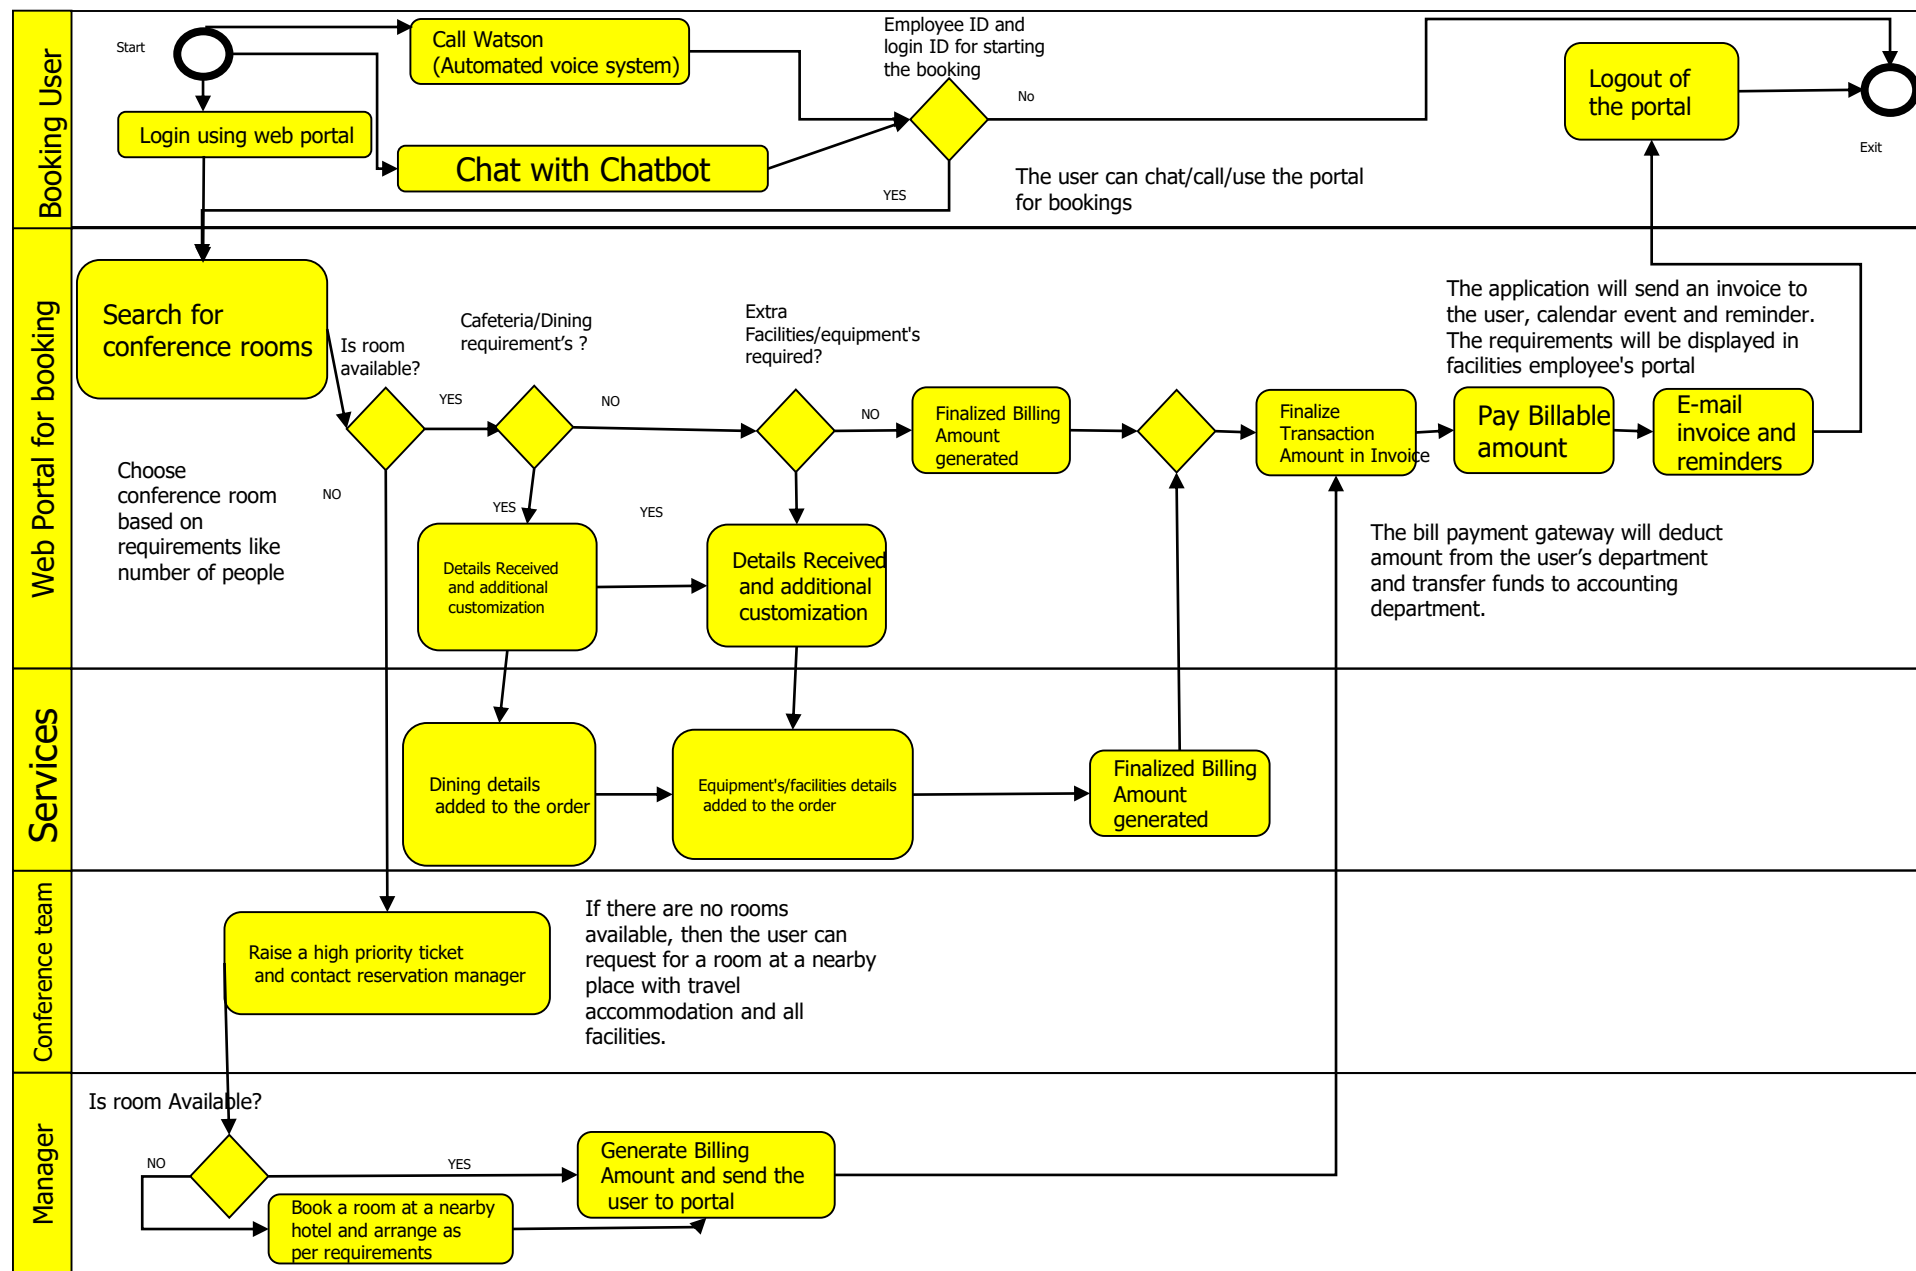 Booking User
Start
Call Watson
(Automated voice system)
Employee ID and
login ID for starting
the booking
No
Logout of
the portal
Exit
Login using web portal
Chat with Chatbot
YES
The user can chat/call/use the portal
for bookings
Web Portal for booking
Search for
conference rooms
Is room
available?
YES
NO
Cafeteria/Dining
requirement’s ?
NO
YES
Extra
Facilities/equipment's
required?
NO
YES
Finalized Billing
Amount
generated
Finalize
Transaction
Amount in Invoice
Pay Billable
amount
E-mail
invoice and
reminders
The application will send an invoice to
the user, calendar event and reminder.
The requirements will be displayed in
facilities employee's portal
Choose
conference room
based on
requirements like
number of people
Details Received
and additional
customization
Details Received
and additional
customization
The bill payment gateway will deduct
amount from the user’s department
and transfer funds to accounting
department.
Services
Dining details
added to the order
Equipment's/facilities details
added to the order
Finalized Billing
Amount
generated
Conference team
Raise a high priority ticket
and contact reservation manager
If there are no rooms
available, then the user can
request for a room at a nearby
place with travel
accommodation and all
facilities.
Manager
Is room Available?
NO
YES
Generate Billing
Amount and send the
user to portal
Book a room at a nearby
hotel and arrange as
per requirements